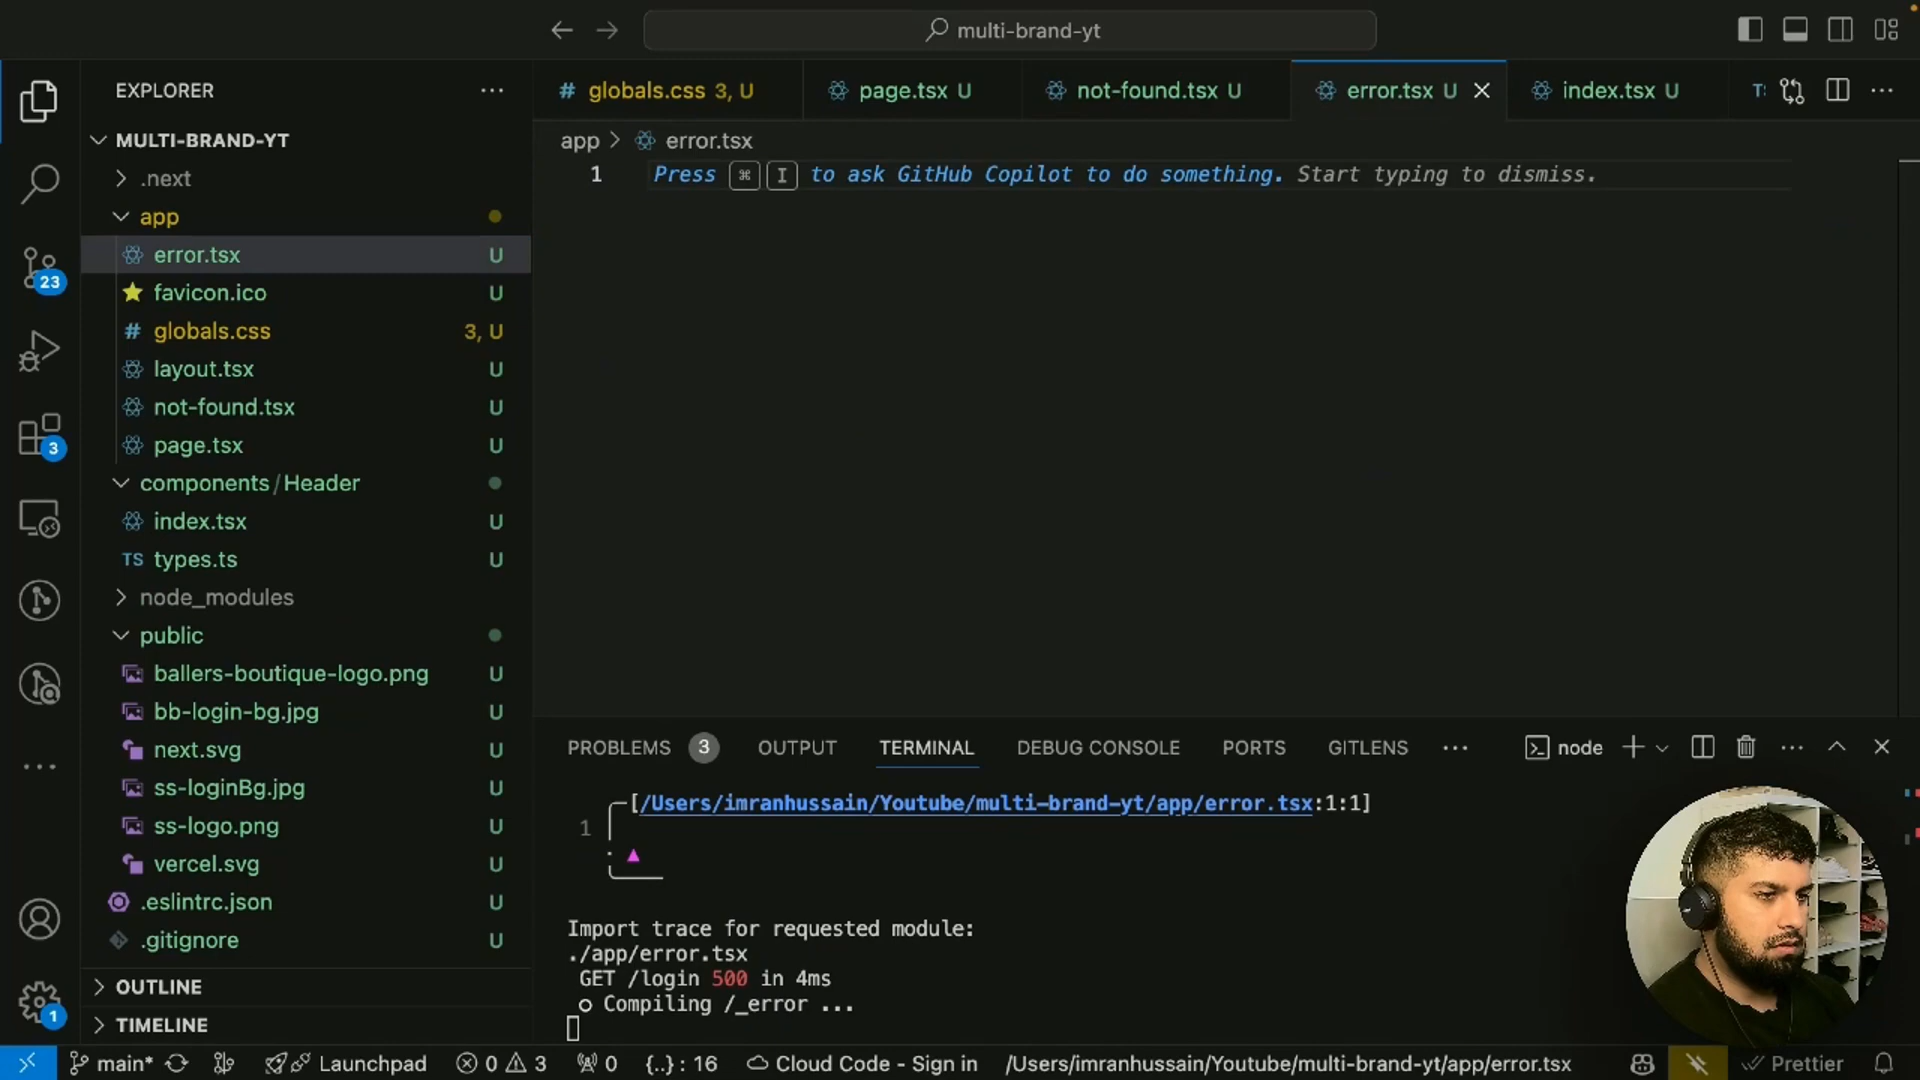 multi-brand-yt
EXPLORER
globals.css 3, U
page.tsx U
not-found.tsx U
error.tsx U
index.tsx U
T:
MULTI-BRAND-YT
app > error.tsx
1 Press ⌘ I to ask GitHub Copilot to do something. Start typing to dismiss.
.next
app
error.tsx U
favicon.ico U
globals.css 3, U
layout.tsx U
not-found.tsx U
page.tsx U
components/Header
index.tsx U
TS types.ts U
node_modules
public
ballers-boutique-logo.png U
bb-login-bg.jpg U
next.svg U
ss-loginBg.jpg U
ss-logo.png U
vercel.svg U
.eslintrc.json U
.gitignore U
OUTLINE
TIMELINE
23
3
1
PROBLEMS 3 OUTPUT TERMINAL DEBUG CONSOLE PORTS GITLENS node
[/Users/imranhussain/Youtube/multi-brand-yt/app/error.tsx:1:1]
1
Import trace for requested module:
./app/error.tsx
GET /login 500 in 4ms
○ Compiling /_error ...
main* Launchpad 0 3 0 {..} : 16 Cloud Code - Sign in /Users/imranhussain/Youtube/multi-brand-yt/app/error.tsx Prettier